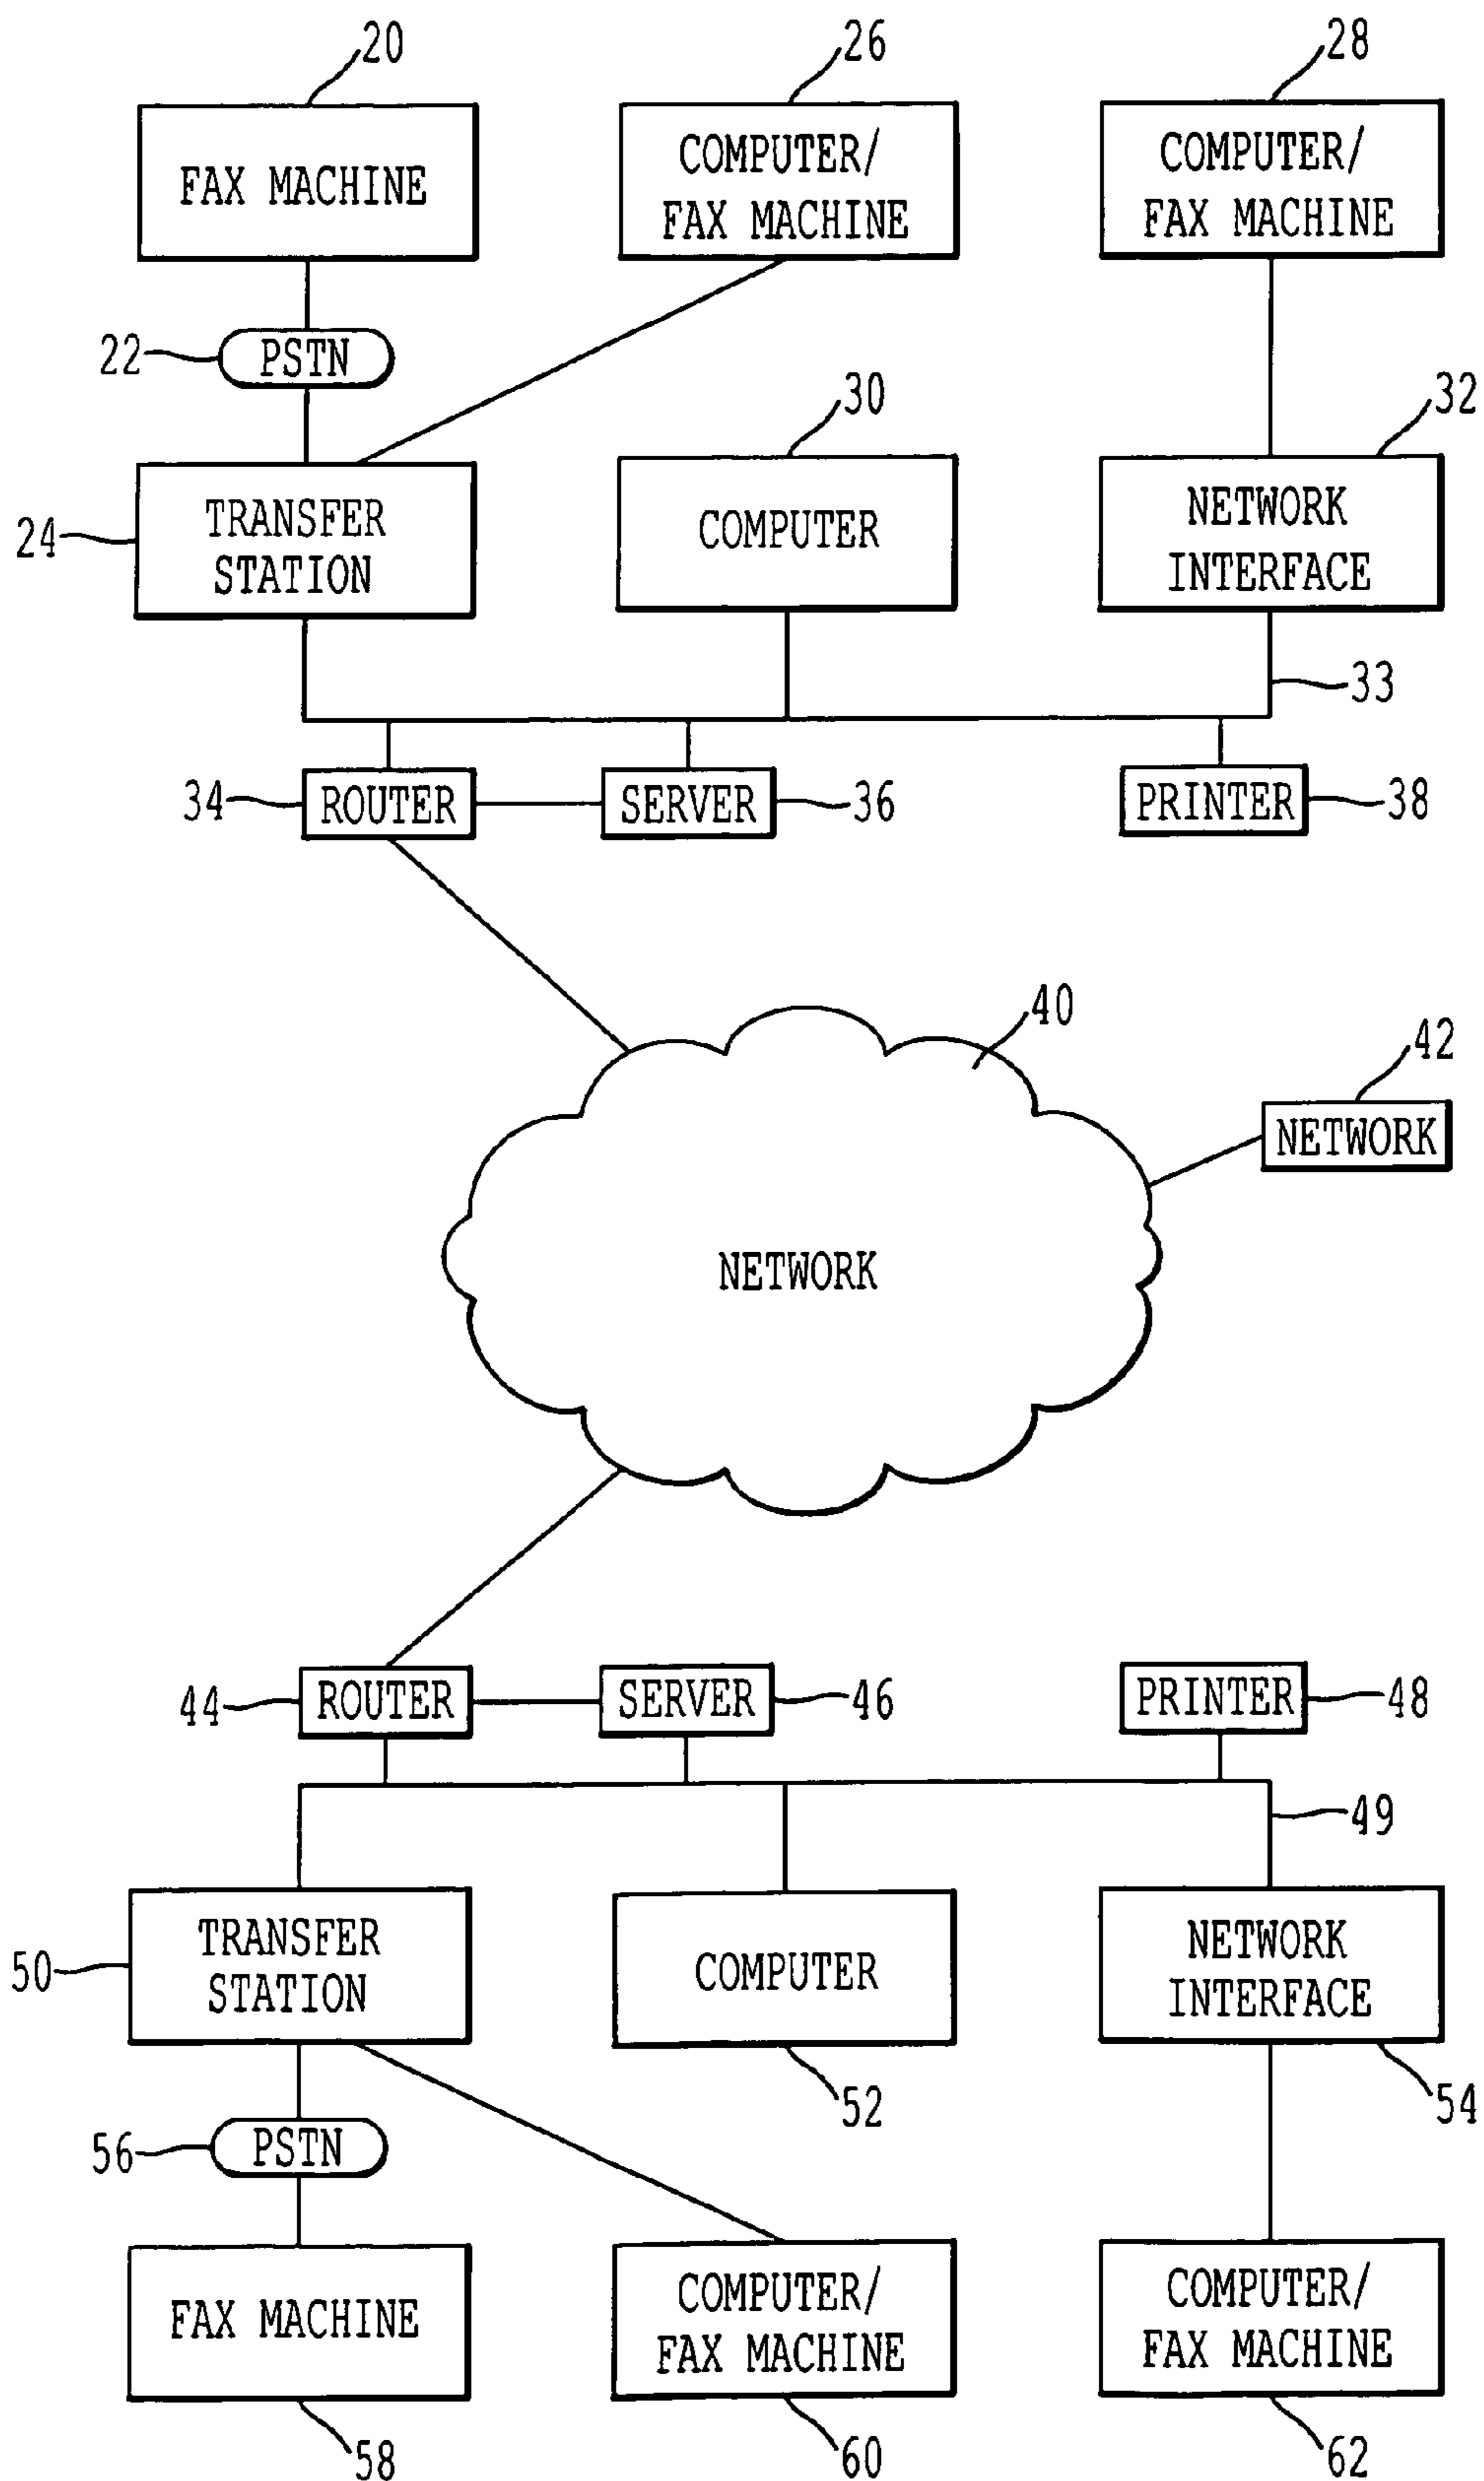 20
26
28
FAX MACHINE
COMPUTER/
FAX MACHINE
COMPUTER/
FAX MACHINE
22
PSTN
30
32
24
TRANSFER
STATION
COMPUTER
NETWORK
INTERFACE
33
34
ROUTER
SERVER
36
PRINTER
38
40
42
NETWORK
NETWORK
44
ROUTER
SERVER
46
PRINTER
48
49
50
TRANSFER
STATION
COMPUTER
NETWORK
INTERFACE
52
54
56
PSTN
FAX MACHINE
COMPUTER/
FAX MACHINE
COMPUTER/
FAX MACHINE
58
60
62